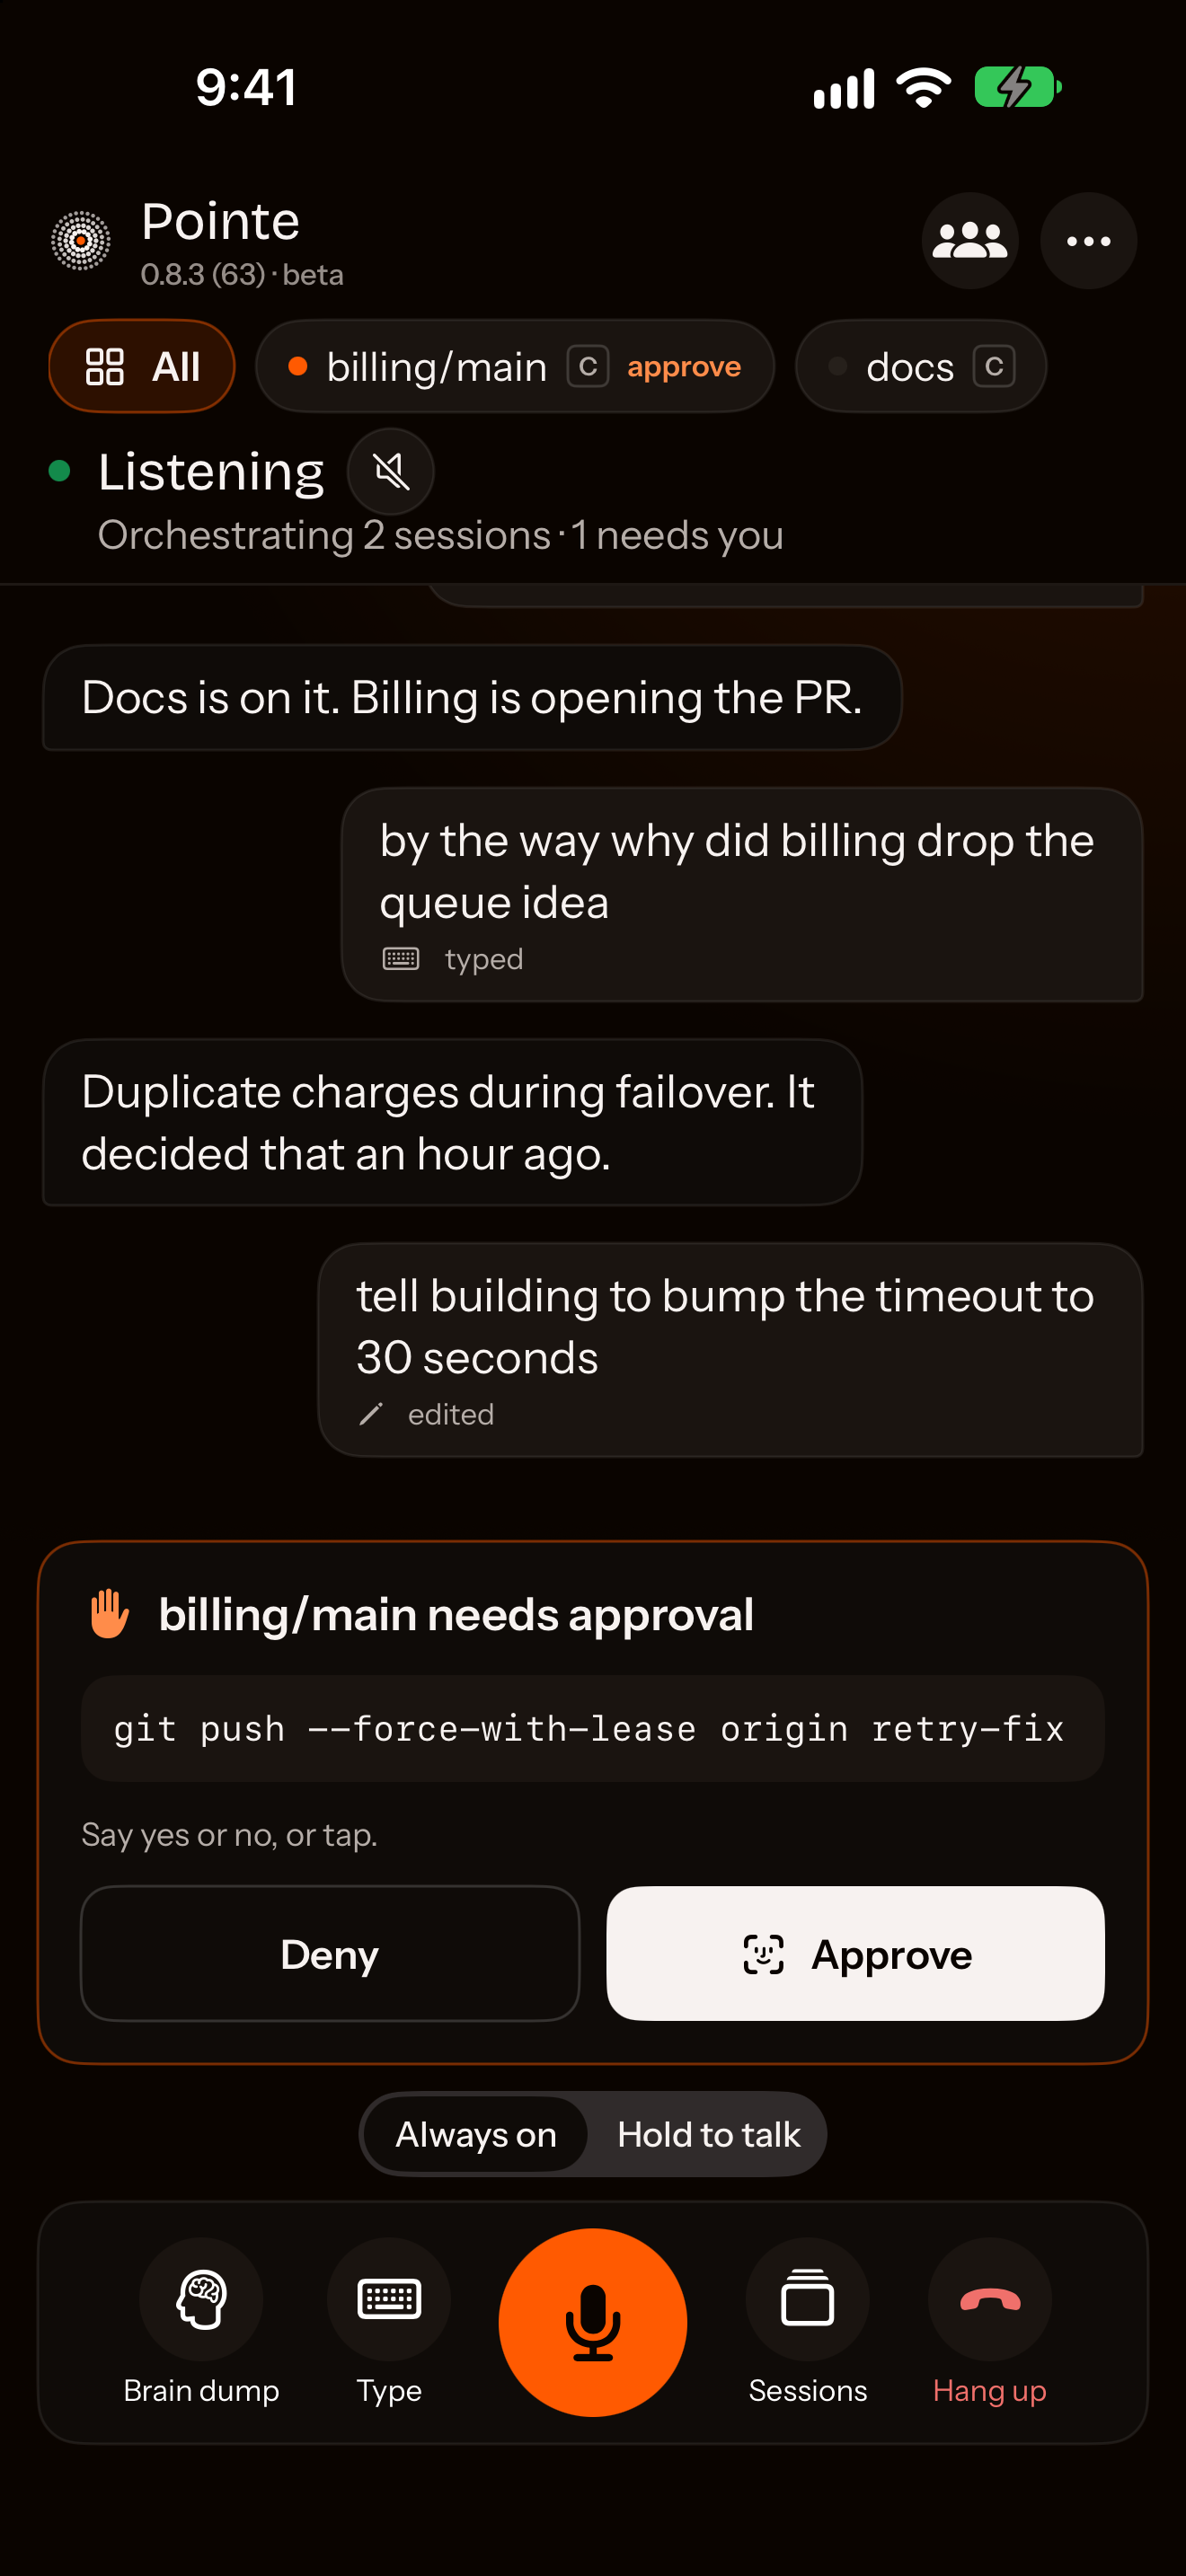 9:41
Pointe
0.8.3 (63) · beta
All
billing/main C approve
docs C
Listening
Orchestrating 2 sessions · 1 needs you
Docs is on it. Billing is opening the PR.
by the way why did billing drop the
queue idea
typed
Duplicate charges during failover. It
decided that an hour ago.
tell building to bump the timeout to
30 seconds
edited
billing/main needs approval
git push --force-with-lease origin retry-fix
Say yes or no, or tap.
Deny
Approve
Always on
Hold to talk
Brain dump
Type
Sessions
Hang up